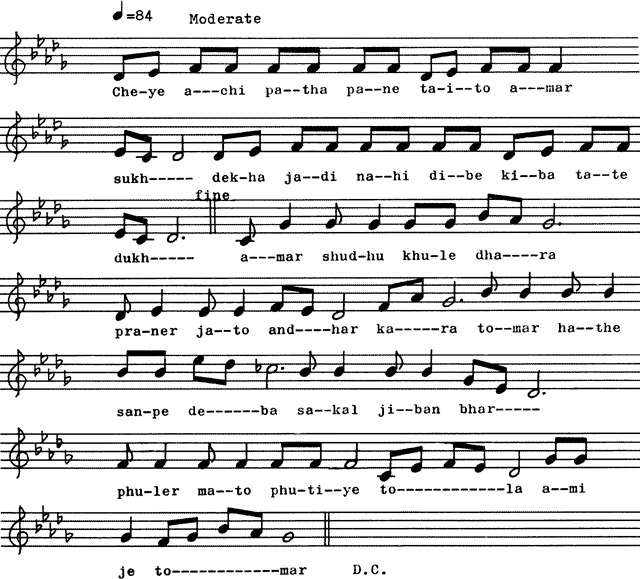 =84 Moderate
Che-ye a---chi pa--tha pa--ne ta-i--to a---mar
sukh----- dek-ha ja--di na--hi di--be ki--ba ta--te
fine
dukh----- a---mar shud-hu khu-le dha----ra
pra-ner ja--to and----har ka-----ra to--mar ha--the
san-pe de------ba sa--kal ji--ban bhar-----
phu-ler ma--to phu-ti--ye to------------la a--mi
je to------------mar D.C.